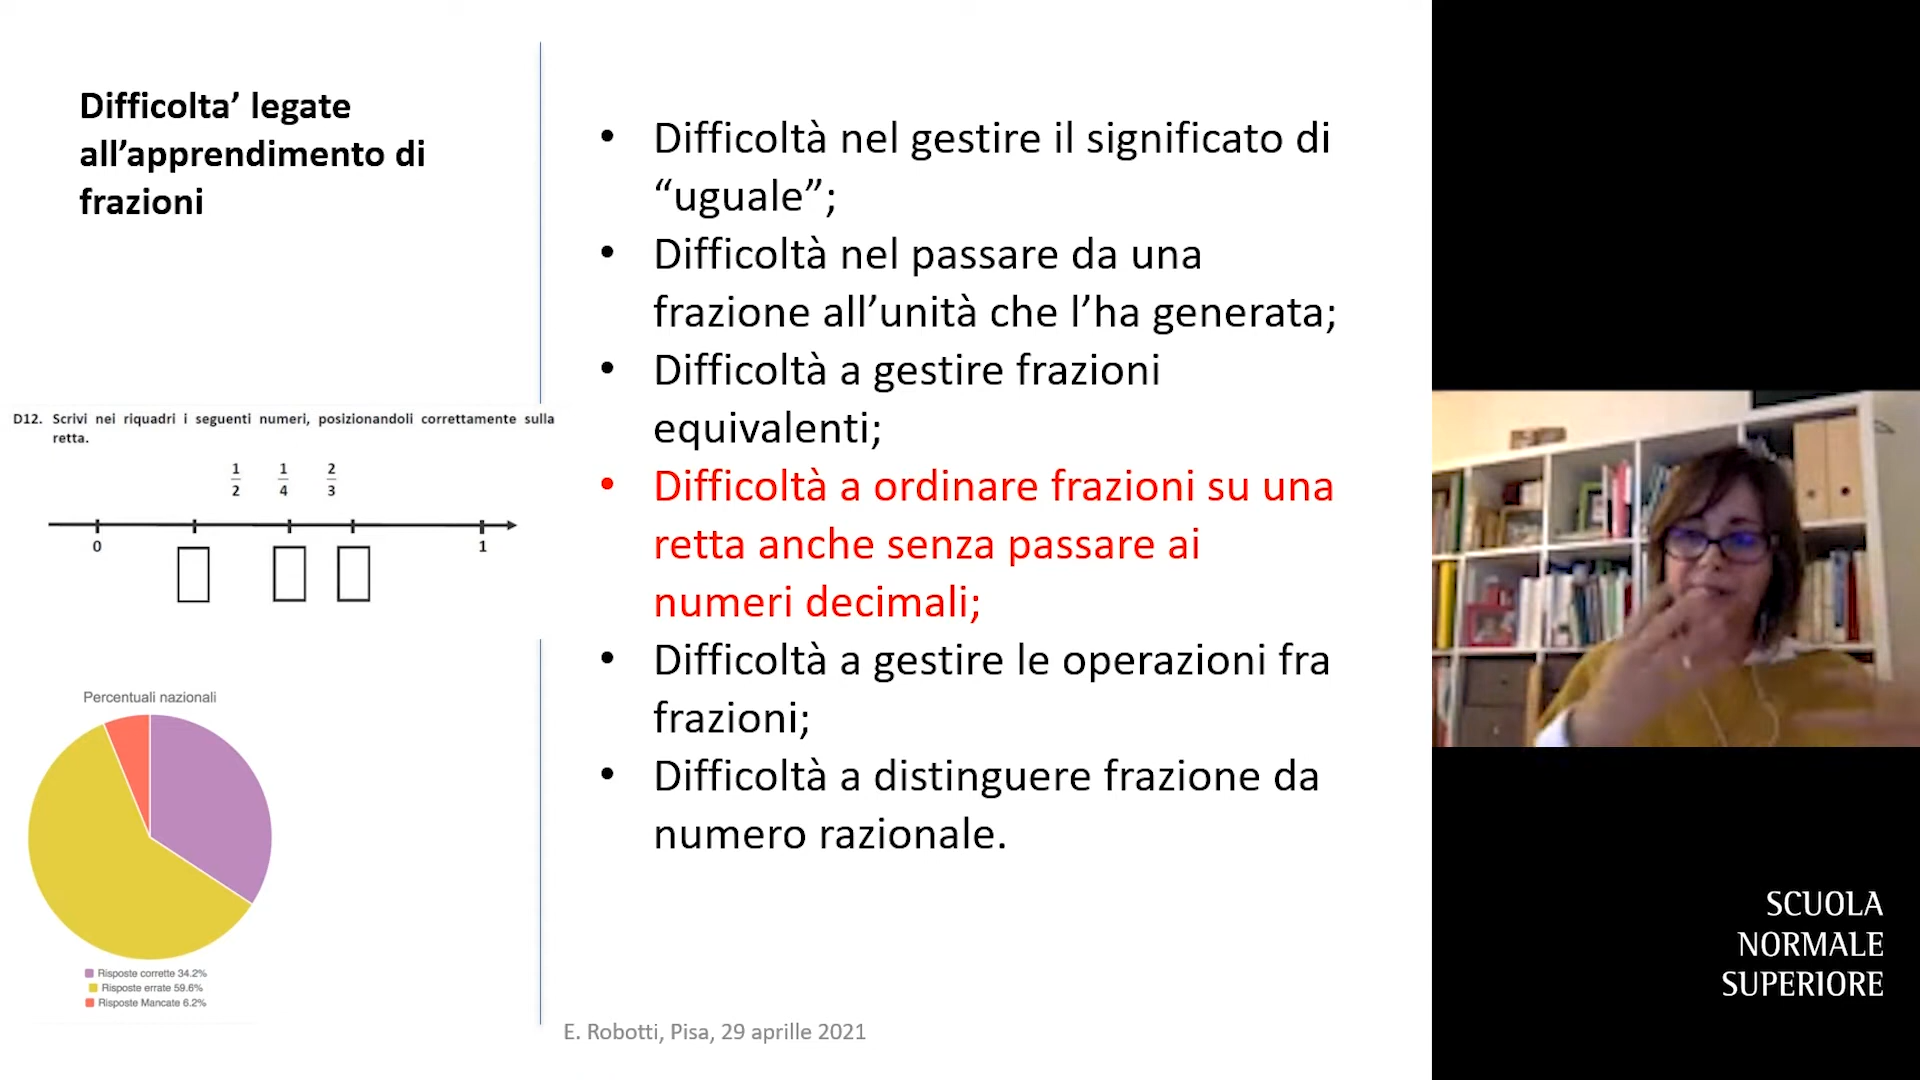 Difficolta’ legate
all’apprendimento di
frazioni
D12. Scrivi nei riquadri i seguenti numeri, posizionandoli correttamente sulla
retta.
1/2 1/4 2/3
0 1
Percentuali nazionali
Risposte corrette 34.2%
Risposte errate 59.6%
Risposte Mancate 6.2%
• Difficoltà nel gestire il significato di
“uguale”;
• Difficoltà nel passare da una
frazione all’unità che l’ha generata;
• Difficoltà a gestire frazioni
equivalenti;
• Difficoltà a ordinare frazioni su una
retta anche senza passare ai
numeri decimali;
• Difficoltà a gestire le operazioni fra
frazioni;
• Difficoltà a distinguere frazione da
numero razionale.
E. Robotti, Pisa, 29 aprille 2021
SCUOLA
NORMALE
SUPERIORE